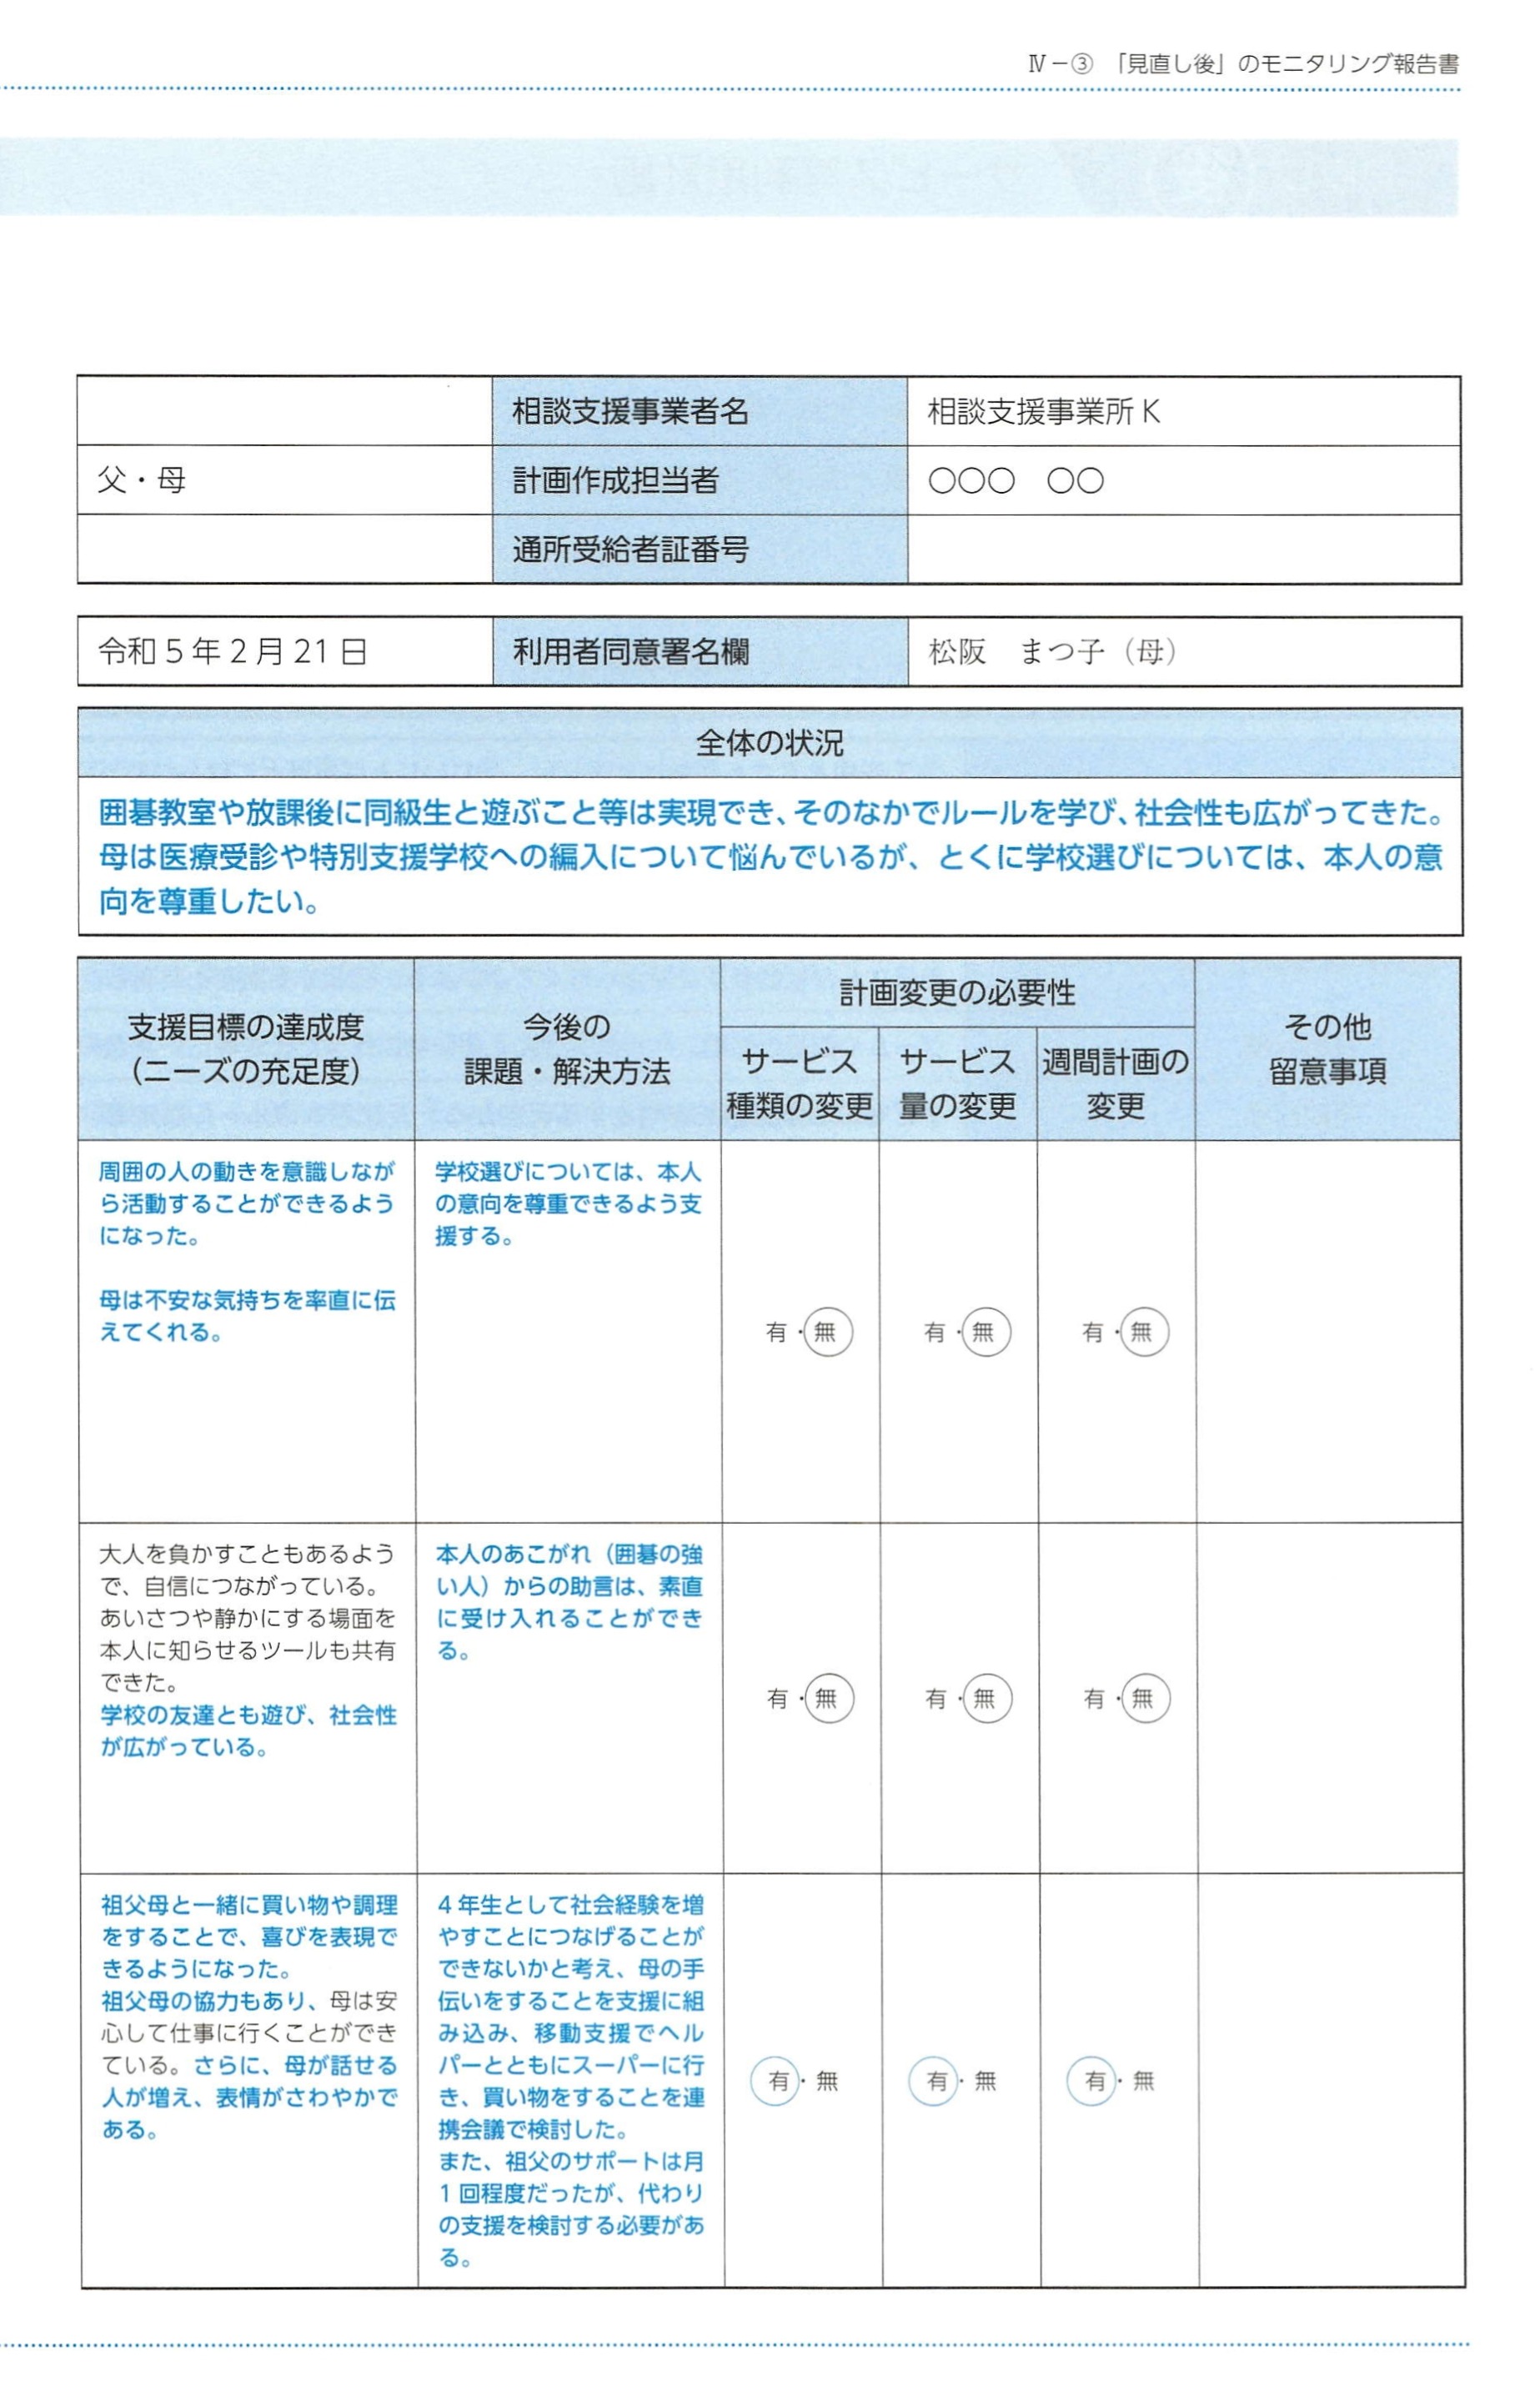 Ⅳ－③ 「見直し後」のモニタリング報告書
相談支援事業者名
相談支援事業所Ｋ
父・母
計画作成担当者
○○○　○○
通所受給者証番号
令和５年２月21日
利用者同意署名欄
松阪　まつ子（母）
全体の状況
囲碁教室や放課後に同級生と遊ぶこと等は実現でき、そのなかでルールを学び、社会性も広がってきた。
母は医療受診や特別支援学校への編入について悩んでいるが、とくに学校選びについては、本人の意
向を尊重したい。
支援目標の達成度
（ニーズの充足度）
今後の
課題・解決方法
計画変更の必要性
サービス
種類の変更
サービス
量の変更
週間計画の
変更
その他
留意事項
周囲の人の動きを意識しなが
ら活動することができるよう
になった。
母は不安な気持ちを率直に伝
えてくれる。
学校選びについては、本人
の意向を尊重できるよう支
援する。
有・無
有・無
有・無
大人を負かすこともあるよう
で、自信につながっている。
あいさつや静かにする場面を
本人に知らせるツールも共有
できた。
学校の友達とも遊び、社会性
が広がっている。
本人のあこがれ（囲碁の強
い人）からの助言は、素直
に受け入れることができ
る。
有・無
有・無
有・無
祖父母と一緒に買い物や調理
をすることで、喜びを表現で
きるようになった。
祖父母の協力もあり、母は安
心して仕事に行くことができ
ている。さらに、母が話せる
人が増え、表情がさわやかで
ある。
４年生として社会経験を増
やすことにつなげることが
できないかと考え、母の手
伝いをすることを支援に組
み込み、移動支援でヘル
パーとともにスーパーに行
き、買い物をすることを連
携会議で検討した。
また、祖父のサポートは月
１回程度だったが、代わり
の支援を検討する必要があ
る。
有・無
有・無
有・無